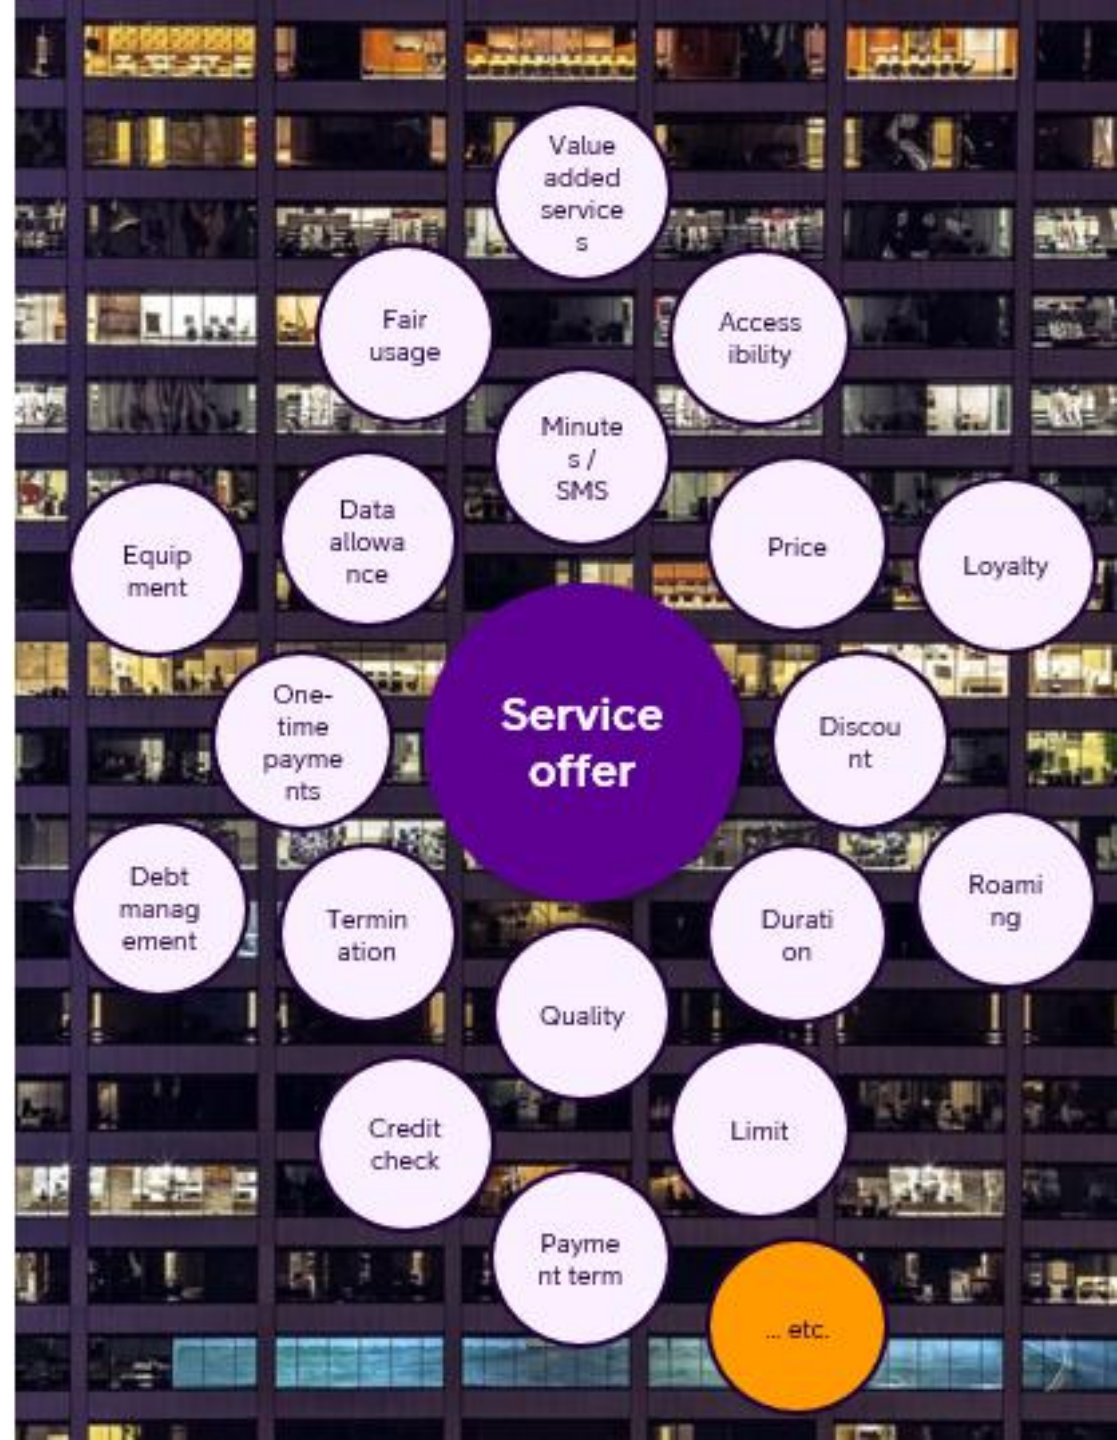 Value
added
service
s
Fair
usage
Access
ibility
Minute
s /
SMS
Data
allowa
nce
Price
Equip
ment
Loyalty
One-
time
payme
nts
Service
offer
Discou
nt
Debt
manag
ement
Termin
ation
Durati
on
Roami
ng
Quality
Credit
check
Limit
Payme
nt term
... etc.